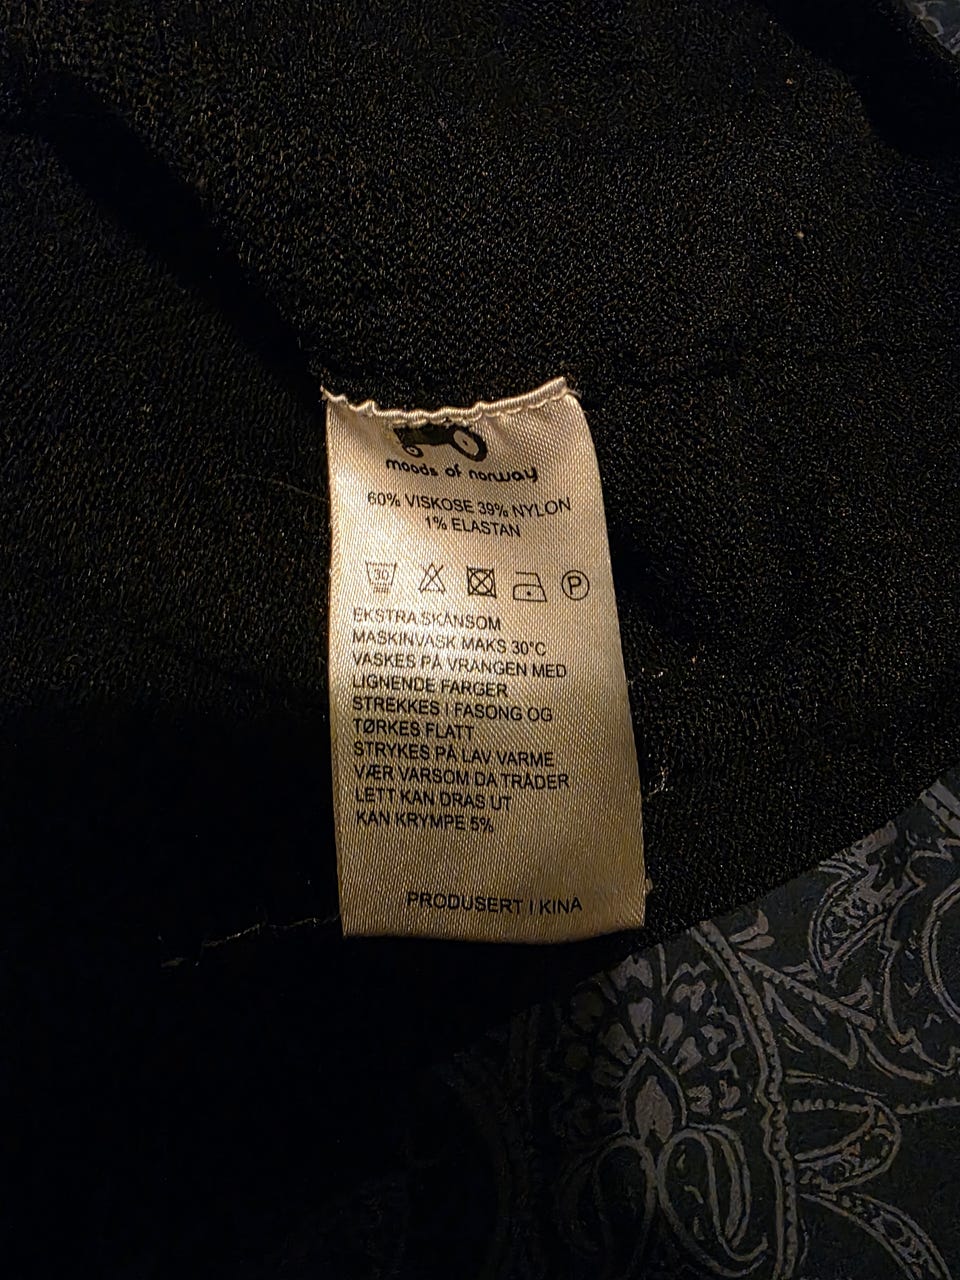 moods of norway
60% VISKOSE 39% NYLON
1% ELASTAN
30 P
EKSTRA SKÅNSOM
MASKINVASK MAKS 30°C
VASKES PÅ VRANGEN MED
LIGNENDE FARGER
STREKKES I FASONG OG
TØRKES FLATT
STRYKES PÅ LAV VARME
VÆR VARSOM DA TRÅDER
LETT KAN DRAS UT
KAN KRYMPE 5%
PRODUSERT I KINA